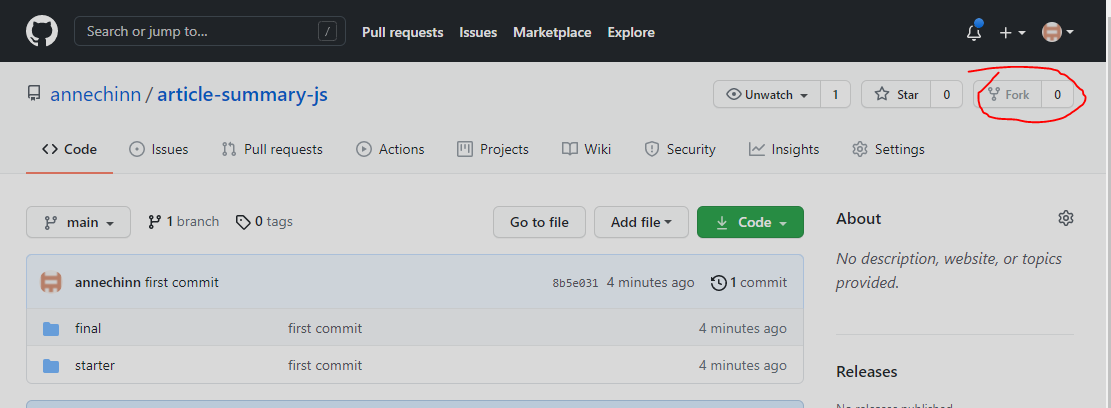 Search or jump to... / Pull requests Issues Marketplace Explore
annechinn / article-summary-js Unwatch 1 Star 0 Fork 0
Code Issues Pull requests Actions Projects Wiki Security Insights Settings
main 1 branch 0 tags Go to file Add file Code About
annechinn first commit 8b5e031 4 minutes ago 1 commit No description, website, or topics
provided.
final first commit 4 minutes ago
starter first commit 4 minutes ago
Releases
No releases published